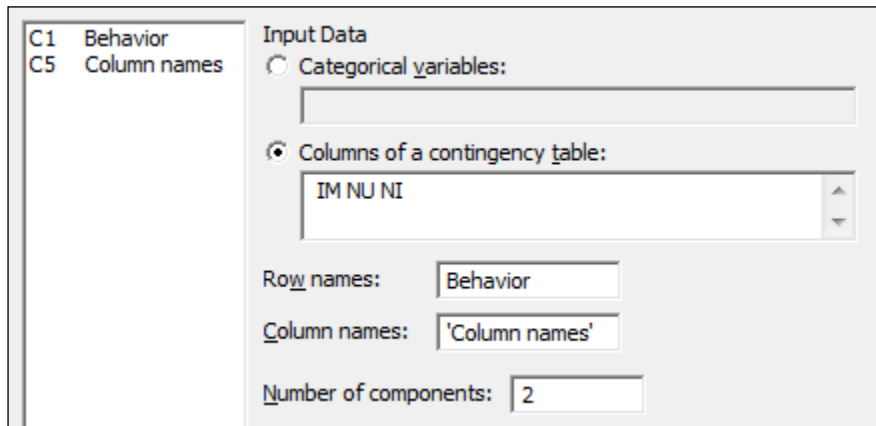 C1 Behavior
C5 Column names
Input Data
Categorical variables:
Columns of a contingency table:
IM NU NI
Row names: Behavior
Column names: 'Column names'
Number of components: 2